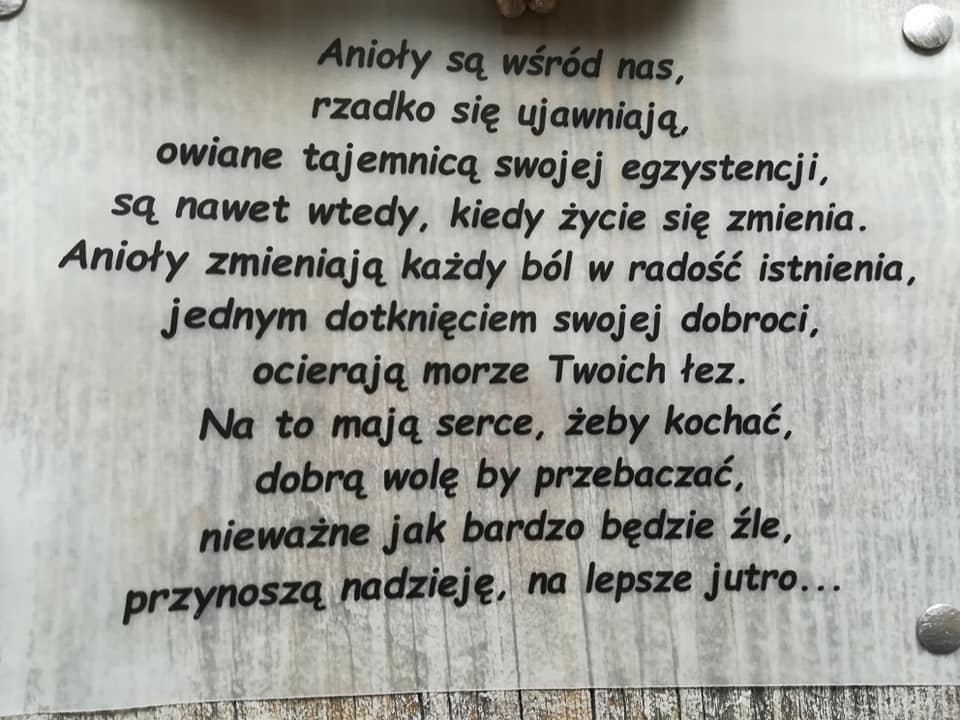 Anioły są wśród nas,
rzadko się ujawniają,
owiane tajemnicą swojej egzystencji,
są nawet wtedy, kiedy życie się zmienia.
Anioły zmieniają każdy ból w radość istnienia,
jednym dotknięciem swojej dobroci,
ocierają morze Twoich łez.
Na to mają serce, żeby kochać,
dobrą wolę by przebaczać,
nieważne jak bardzo będzie źle,
przynoszą nadzieję, na lepsze jutro...